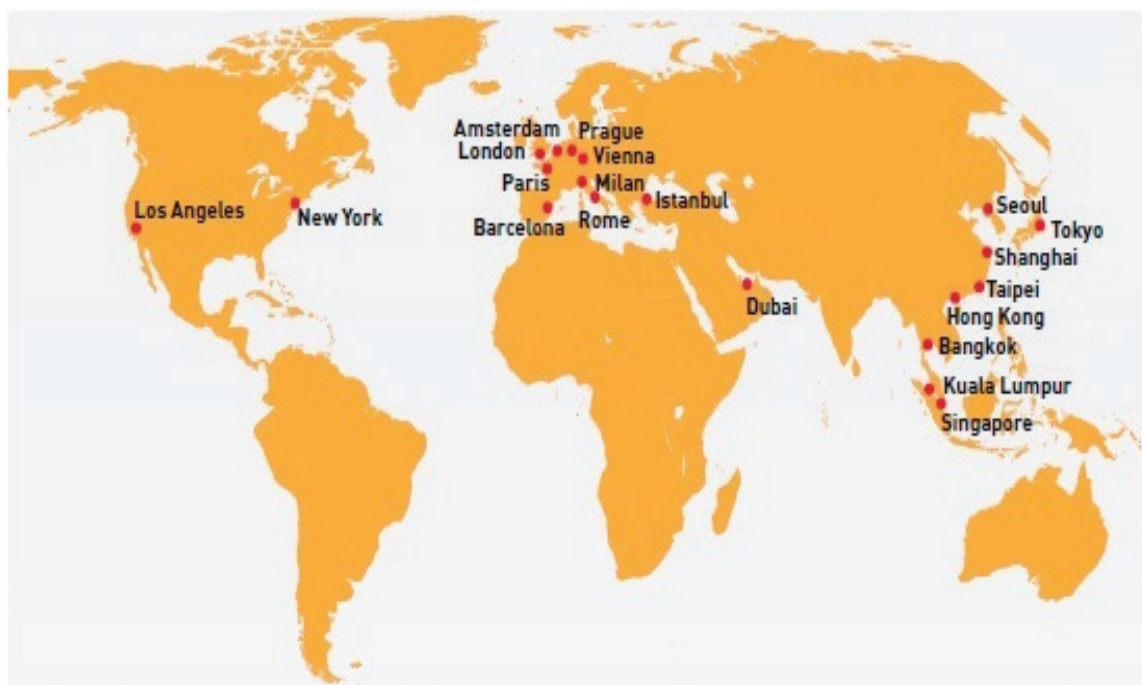 Amsterdam
Prague
London
Vienna
Paris
Milan
Istanbul
Los Angeles
New York
Barcelona
Rome
Seoul
Tokyo
Shanghai
Dubai
Taipei
Hong Kong
Bangkok
Kuala Lumpur
Singapore